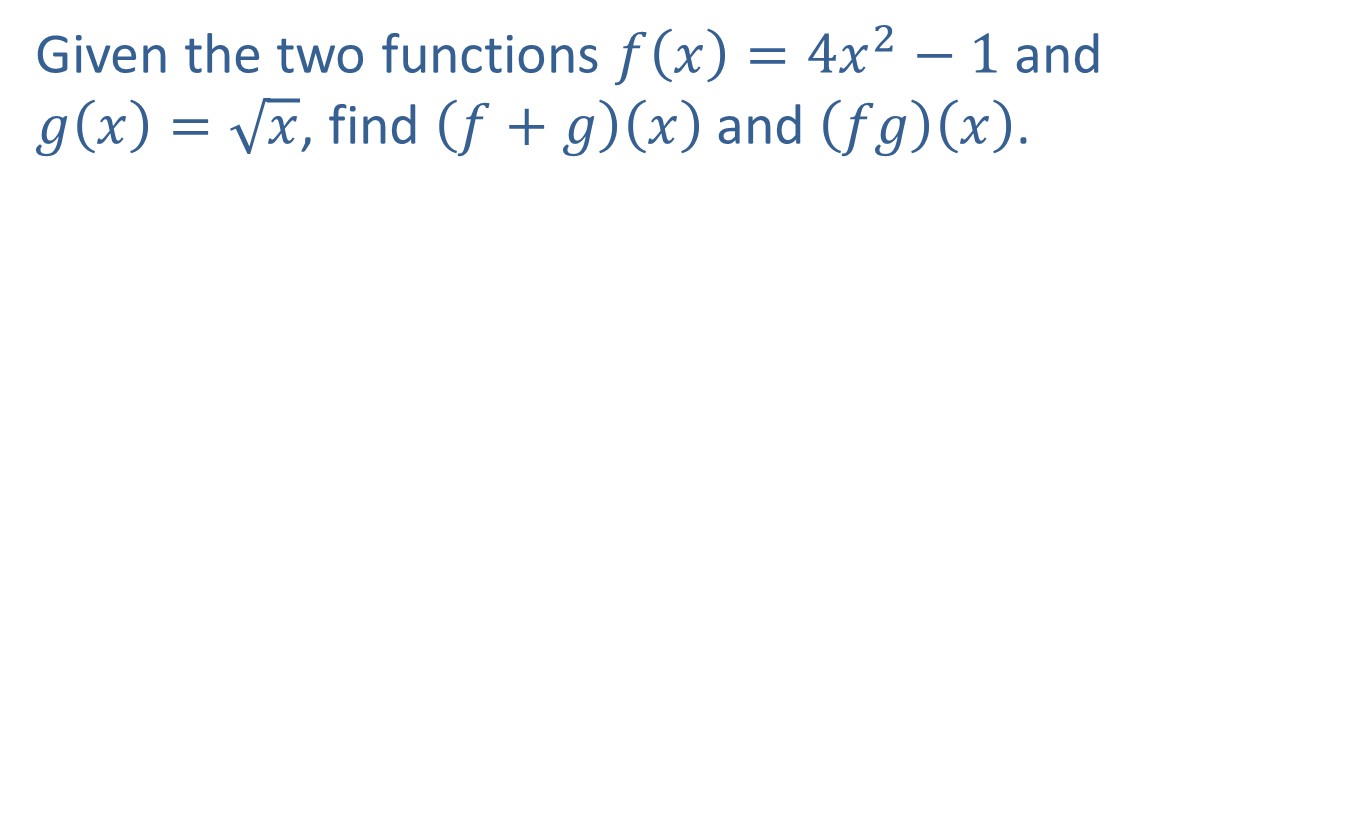 Given the two functions f(x) = 4x² − 1 and
g(x) = √x, find (f + g)(x) and (fg)(x).